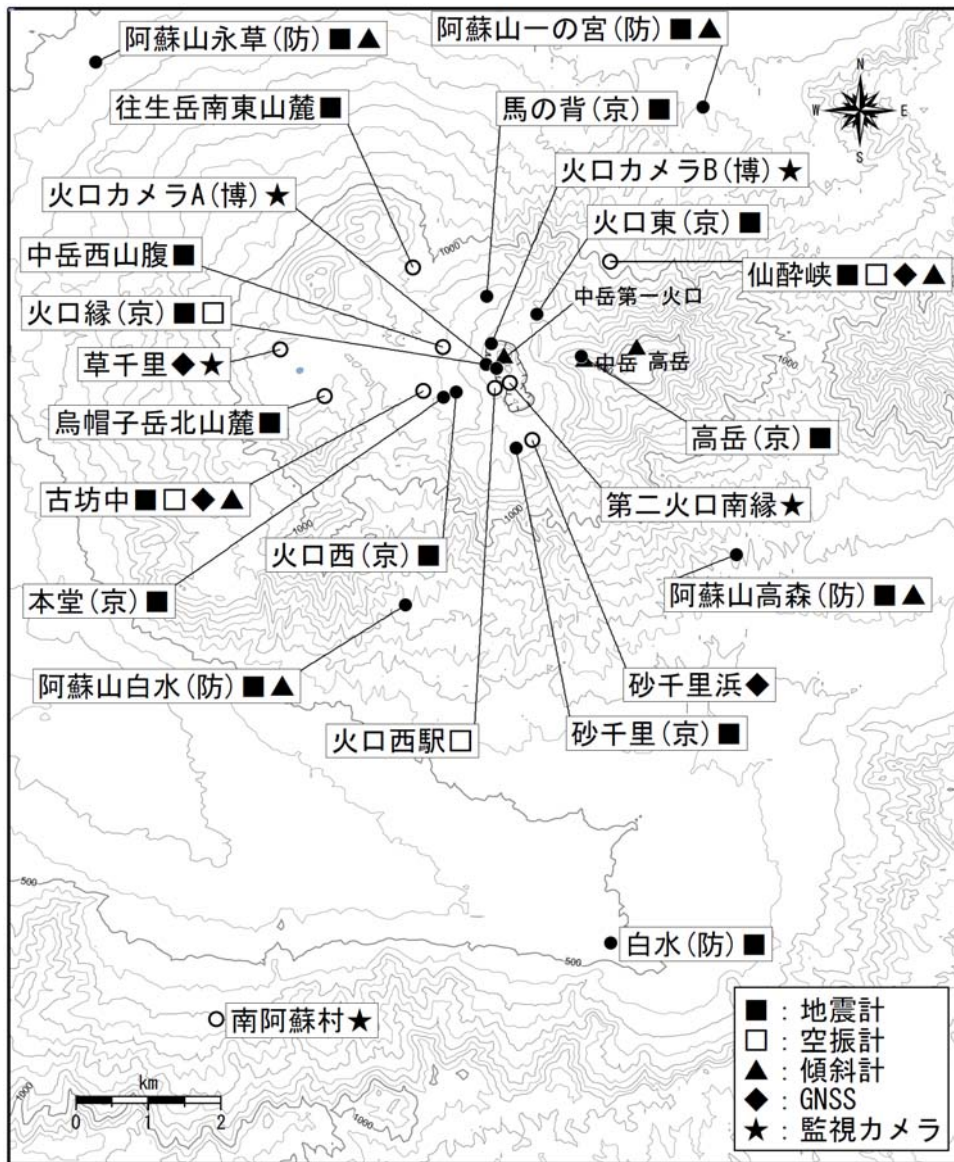 阿蘇山永草(防)■▲
阿蘇山一の宮(防)■▲
N
W
E
S
往生岳南東山麓■
馬の背(京)■
火口カメラA(博)★
火口カメラB(博)★
火口東(京)■
中岳西山腹■
1000
仙酔峡■□◆▲
中岳第一火口
火口縁(京)■□
草千里◆★
中岳
高岳
1000
烏帽子岳北山麓■
高岳(京)■
古坊中■□◆▲
第二火口南縁★
1000
1000
火口西(京)■
本堂(京)■
阿蘇山高森(防)■▲
阿蘇山白水(防)■▲
砂千里浜◆
火口西駅□
砂千里(京)■
500
白水(防)■
500
南阿蘇村★
■：地震計
□：空振計
▲：傾斜計
◆：GNSS
★：監視カメラ
km
0 1 2
1000
1000